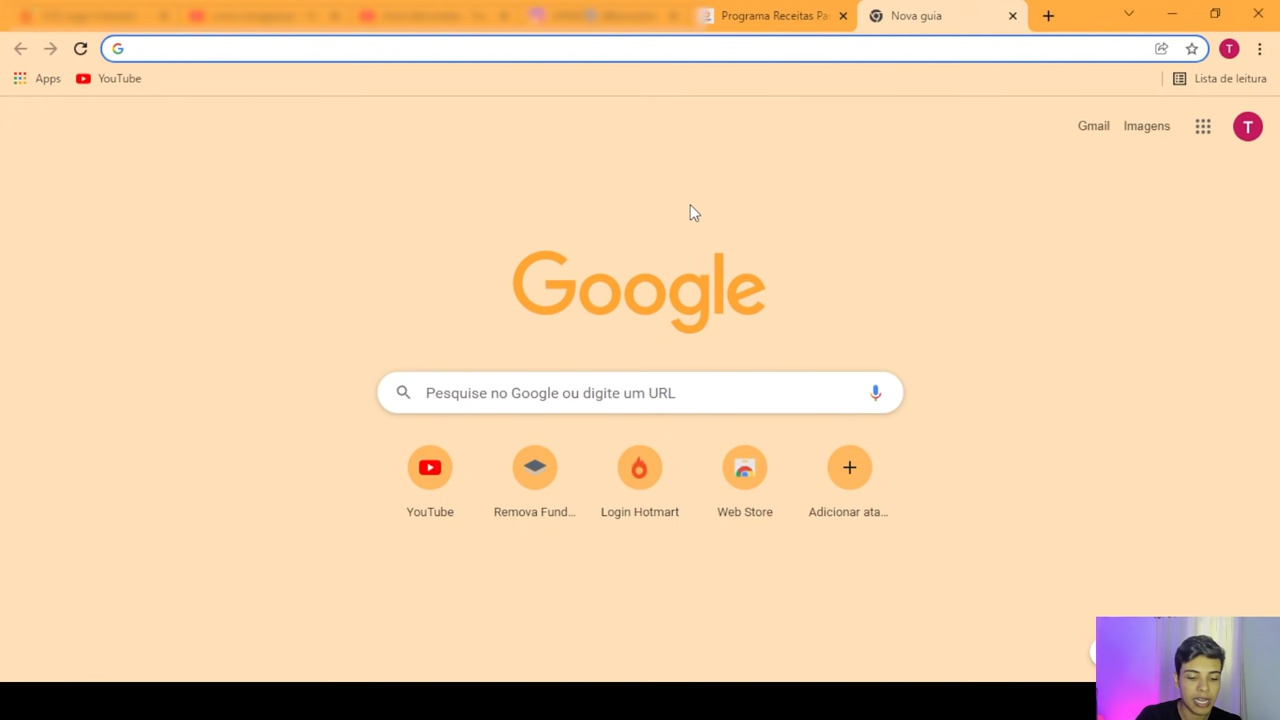 Programa Receitas Pa
Nova guia
T
Apps
YouTube
Lista de leitura
Gmail
Imagens
T
Google
Pesquise no Google ou digite um URL
YouTube
Remova Fund...
Login Hotmart
Web Store
Adicionar ata...